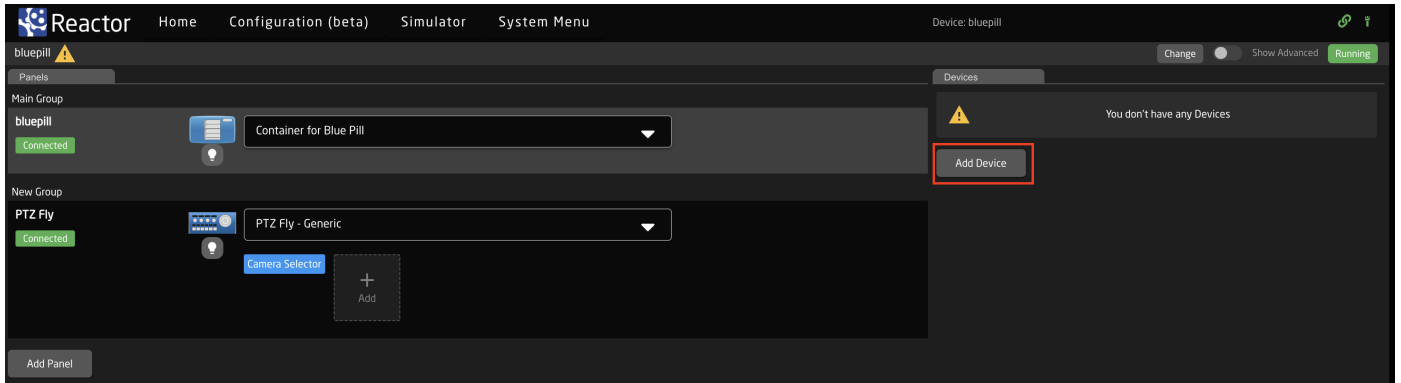 Reactor Home Configuration (beta) Simulator System Menu Device: bluepill
bluepill Change Show Advanced Running
Panels
Main Group
bluepill
Connected
Container for Blue Pill
New Group
PTZ Fly
Connected
PTZ Fly - Generic
Camera Selector
+
Add
Add Panel
Devices
You don't have any Devices
Add Device